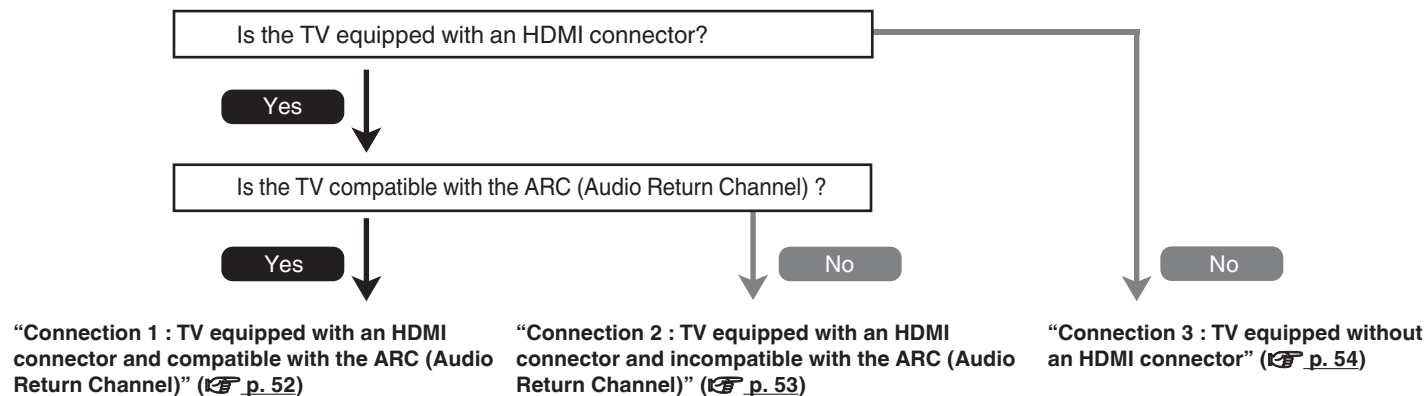 Is the TV equipped with an HDMI connector?
Yes
Is the TV compatible with the ARC (Audio Return Channel) ?
Yes
No
No
“Connection 1 : TV equipped with an HDMI
connector and compatible with the ARC (Audio
Return Channel)” (☞ p. 52)
“Connection 2 : TV equipped with an HDMI
connector and incompatible with the ARC (Audio
Return Channel)” (☞ p. 53)
“Connection 3 : TV equipped without
an HDMI connector” (☞ p. 54)